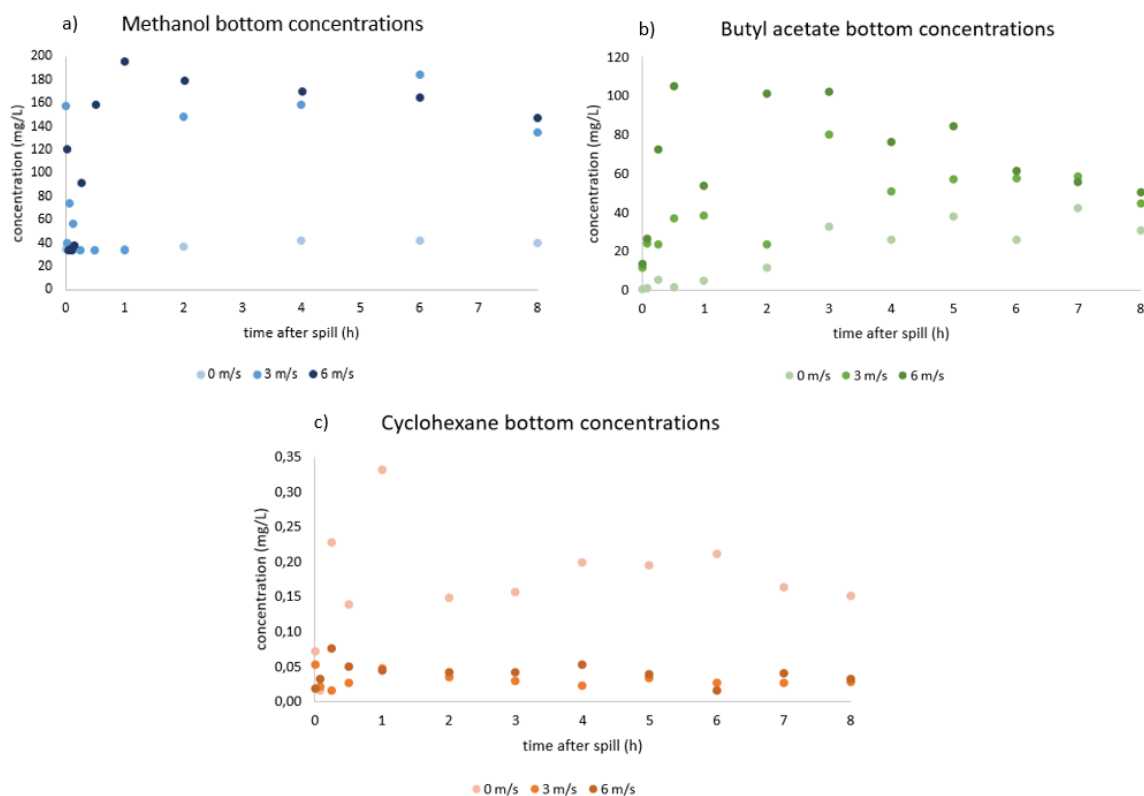 a) Methanol bottom concentrations
concentration (mg/L)
200
180
160
140
120
100
80
60
40
20
0
0 1 2 3 4 5 6 7 8
time after spill (h)
0 m/s 3 m/s 6 m/s
b) Butyl acetate bottom concentrations
concentration (mg/L)
120
100
80
60
40
20
0
0 1 2 3 4 5 6 7 8
time after spill (h)
0 m/s 3 m/s 6 m/s
c) Cyclohexane bottom concentrations
concentration (mg/L)
0,35
0,30
0,25
0,20
0,15
0,10
0,05
0,00
0 1 2 3 4 5 6 7 8
time after spill (h)
0 m/s 3 m/s 6 m/s